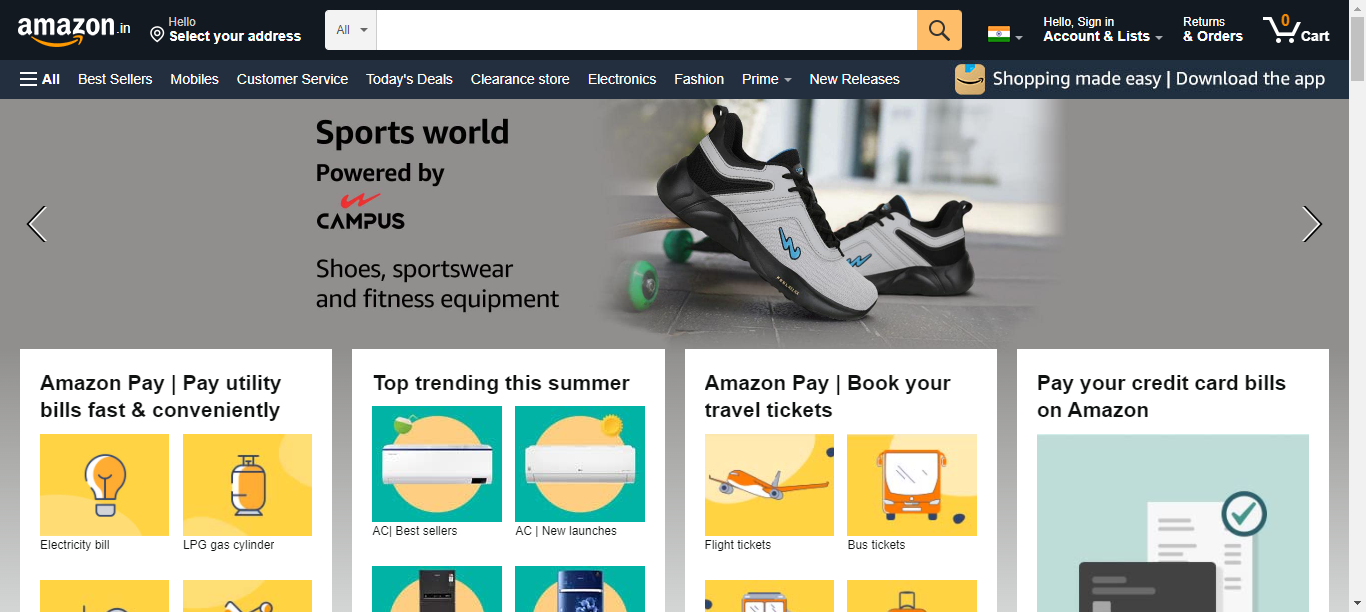 amazon.in
Hello
Select your address
All
Hello, Sign in
Account & Lists
Returns
& Orders
0
Cart
All
Best Sellers
Mobiles
Customer Service
Today's Deals
Clearance store
Electronics
Fashion
Prime
New Releases
Shopping made easy | Download the app
Sports world
Powered by
CAMPUS
Shoes, sportswear
and fitness equipment
Amazon Pay | Pay utility
bills fast & conveniently
Electricity bill
LPG gas cylinder
Top trending this summer
AC| Best sellers
AC | New launches
Amazon Pay | Book your
travel tickets
Flight tickets
Bus tickets
Pay your credit card bills
on Amazon